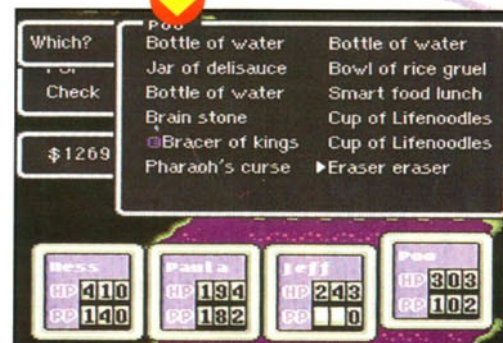 Which?
Poo
Bottle of water Bottle of water
Jar of delisauce Bowl of rice gruel
Check
Bottle of water Smart food lunch
Brain stone Cup of Lifenoodles
Bracer of kings Cup of Lifenoodles
$1269
Pharaoh's curse ▶Eraser eraser
Ness Paula Jeff Poo
HP 410 HP 194 HP 243 HP 303
PP 140 PP 182 PP 0 PP 102